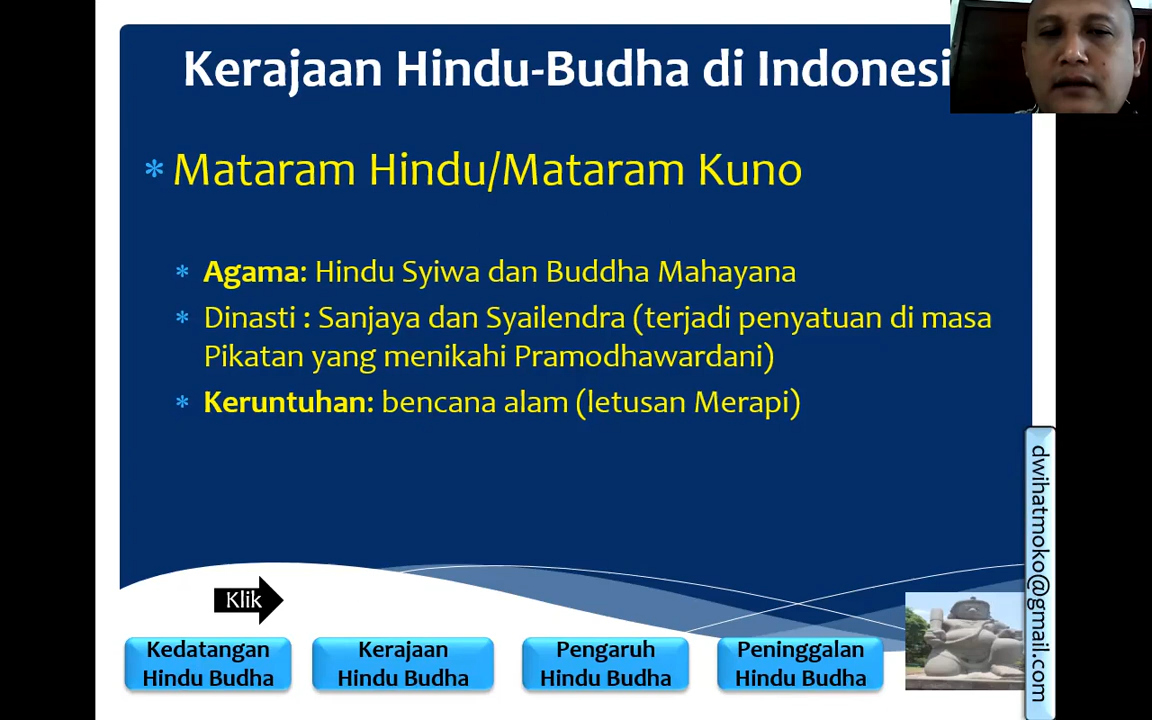 Kerajaan Hindu-Budha di Indonesi
* Mataram Hindu/Mataram Kuno
* Agama: Hindu Syiwa dan Buddha Mahayana
* Dinasti : Sanjaya dan Syailendra (terjadi penyatuan di masa
Pikatan yang menikahi Pramodhawardani)
* Keruntuhan: bencana alam (letusan Merapi)
Klik
Kedatangan
Hindu Budha
Kerajaan
Hindu Budha
Pengaruh
Hindu Budha
Peninggalan
Hindu Budha
dwihatmoko@gmail.com